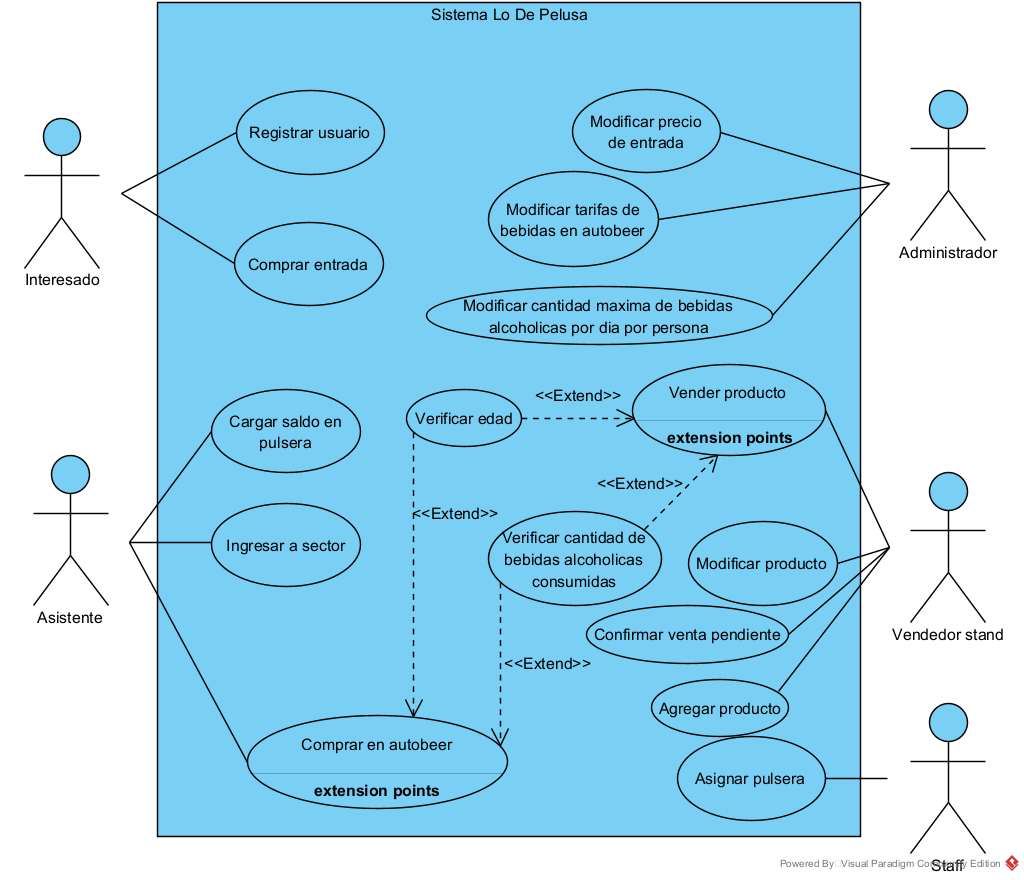 Sistema Lo De Pelusa
Registrar usuario
Comprar entrada
Interesado
Modificar precio
de entrada
Modificar tarifas de
bebidas en autobeer
Modificar cantidad maxima de bebidas
alcoholicas por dia por persona
Administrador
Cargar saldo en
pulsera
Ingresar a sector
Asistente
Verificar edad
<<Extend>>
Vender producto
extension points
<<Extend>>
<<Extend>>
Verificar cantidad de
bebidas alcoholicas
consumidas
Modificar producto
Confirmar venta pendiente
Vendedor stand
<<Extend>>
Agregar producto
Comprar en autobeer
extension points
Asignar pulsera
Staff
Powered By Visual Paradigm Community Edition